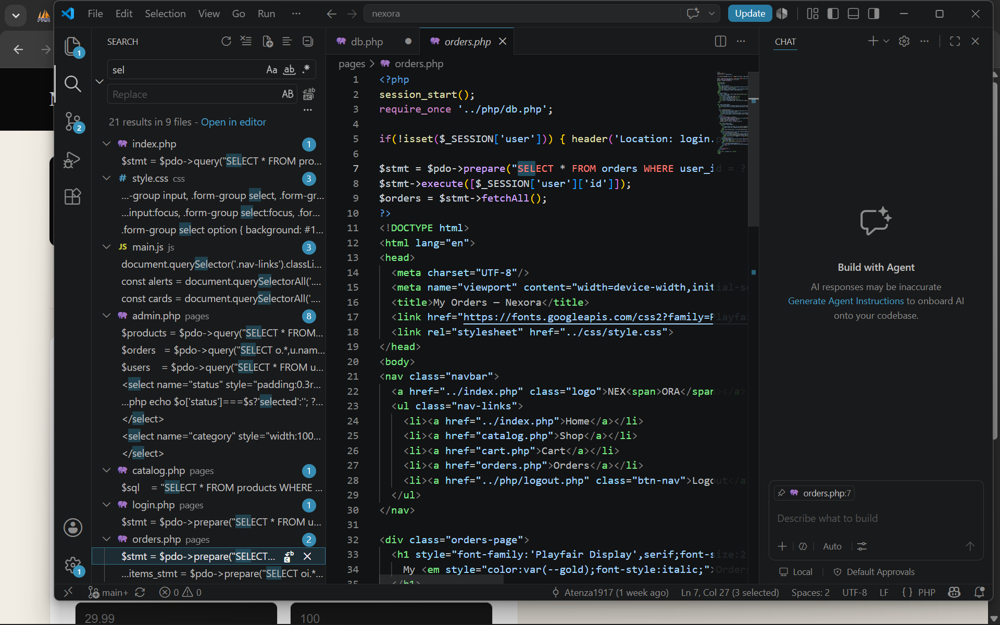 File Edit Selection View Go Run ···
nexora
Update
SEARCH
sel
Aa ab .*
Replace
AB
21 results in 9 files - Open in editor
index.php 1
$stmt = $pdo->query("SELECT * FROM pro...
# style.css css 3
...-group input, .form-group select, .form-gr...
...input:focus, .form-group select:focus, .for...
.form-group select option { background: #1...
JS main.js js 3
document.querySelector('.nav-links').classLi...
const alerts = document.querySelectorAll('....
const cards = document.querySelectorAll('....
admin.php pages 8
$products = $pdo->query("SELECT * FROM...
$orders = $pdo->query("SELECT o.*,u.nam...
$users = $pdo->query("SELECT * FROM u...
<select name="status" style="padding:0.3r...
...php echo $o['status']===$s?'selected':''; ?...
</select>
<select name="category" style="width:100...
</select>
catalog.php pages 1
$sql = "SELECT * FROM products WHERE ...
login.php pages 1
$stmt = $pdo->prepare("SELECT * FROM u...
orders.php pages 2
$stmt = $pdo->prepare("SELECT...
...items_stmt = $pdo->prepare("SELECT oi.*...
1
2
1
db.php
orders.php
pages > orders.php
1 <?php
2 session_start();
3 require_once '../php/db.php';
4
5 if(!isset($_SESSION['user'])) { header('Location: login.p
6
7 $stmt = $pdo->prepare("SELECT * FROM orders WHERE user_id = ?
8 $stmt->execute([$_SESSION['user']['id']]);
9 $orders = $stmt->fetchAll();
10 ?>
11 <!DOCTYPE html>
12 <html lang="en">
13 <head>
14 <meta charset="UTF-8"/>
15 <meta name="viewport" content="width=device-width,initial-s
16 <title>My Orders — Nexora</title>
17 <link href="https://fonts.googleapis.com/css2?family=Playfai
18 <link rel="stylesheet" href="../css/style.css">
19 </head>
20 <body>
21 <nav class="navbar">
22 <a href="../index.php" class="logo">NEX<span>ORA</span></a>
23 <ul class="nav-links">
24 <li><a href="../index.php">Home</a></li>
25 <li><a href="catalog.php">Shop</a></li>
26 <li><a href="cart.php">Cart</a></li>
27 <li><a href="orders.php">Orders</a></li>
28 <li><a href="../php/logout.php" class="btn-nav">Logout</a
29 </ul>
30 </nav>
31
32 <div class="orders-page">
33 <h1 style="font-family:'Playfair Display',serif;font-size:2
34 My <em style="color:var(--gold);font-style:italic;">Orders
35 </h1>
CHAT
Build with Agent
AI responses may be inaccurate
Generate Agent Instructions to onboard AI
onto your codebase.
orders.php:7
Describe what to build
Auto
Local
Default Approvals
main+ 0 0
Atenza1917 (1 week ago) Ln 7, Col 27 (3 selected) Spaces: 2 UTF-8 LF { } PHP
29.99
100